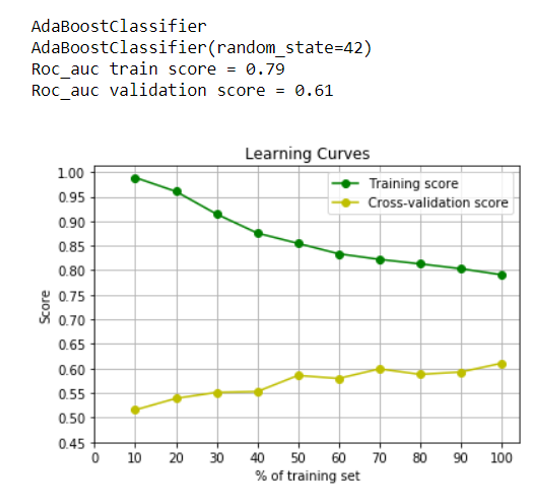 AdaBoostClassifier
AdaBoostClassifier(random_state=42)
Roc_auc train score = 0.79
Roc_auc validation score = 0.61
Learning Curves
1.00
0.95
0.90
0.85
0.80
0.75
0.70
0.65
0.60
0.55
0.50
0.45
Score
Training score
Cross-validation score
0 10 20 30 40 50 60 70 80 90 100
% of training set